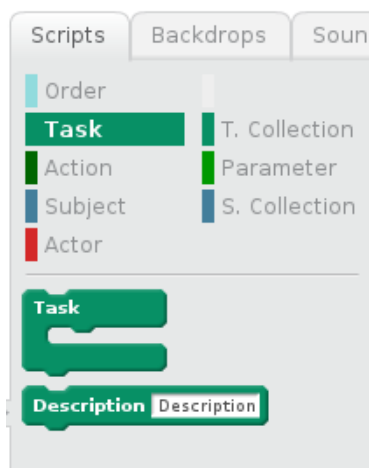 Scripts Backdrops Soun
Order
Task T. Collection
Action Parameter
Subject S. Collection
Actor
Task
Description Description